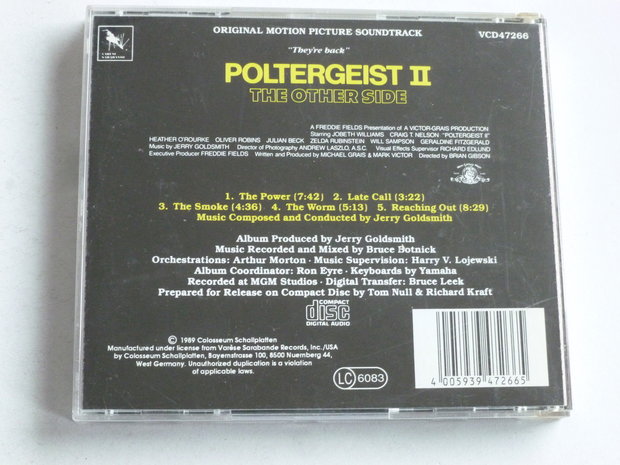 ORIGINAL MOTION PICTURE SOUNDTRACK
VCD47266
VARÈSE
SARABANDE
"They're back"
POLTERGEIST II
THE OTHER SIDE
A FREDDIE FIELDS Presentation of A VICTOR-GRAIS PRODUCTION
Starring JOBETH WILLIAMS CRAIG T. NELSON "POLTERGEIST II"
HEATHER O'ROURKE OLIVER ROBINS JULIAN BECK ZELDA RUBINSTEIN WILL SAMPSON GERALDINE FITZGERALD
Music by JERRY GOLDSMITH Director of Photography ANDREW LASZLO, A.S.C. Visual Effects Supervisor RICHARD EDLUND
Executive Producer FREDDIE FIELDS Written and Produced by MICHAEL GRAIS & MARK VICTOR Directed by BRIAN GIBSON
1. The Power (7:42) 2. Late Call (3:22)
3. The Smoke (4:36) 4. The Worm (5:13) 5. Reaching Out (8:29)
Music Composed and Conducted by Jerry Goldsmith
Album Produced by Jerry Goldsmith
Music Recorded and Mixed by Bruce Botnick
Orchestrations: Arthur Morton · Music Supervision: Harry V. Lojewski
Album Coordinator: Ron Eyre · Keyboards by Yamaha
Recorded at MGM Studios · Digital Transfer: Bruce Leek
Prepared for Release on Compact Disc by Tom Null & Richard Kraft
COMPACT
disc
DIGITAL AUDIO
© 1989 Colosseum Schallplatten
Manufactured under license from Varèse Sarabande Records, Inc./USA
by Colosseum Schallplatten, Bayernstrasse 100, 8500 Nuernberg 44,
West Germany. Unauthorized duplication is a violation
of applicable laws.
LC 6083
4 005939 472665